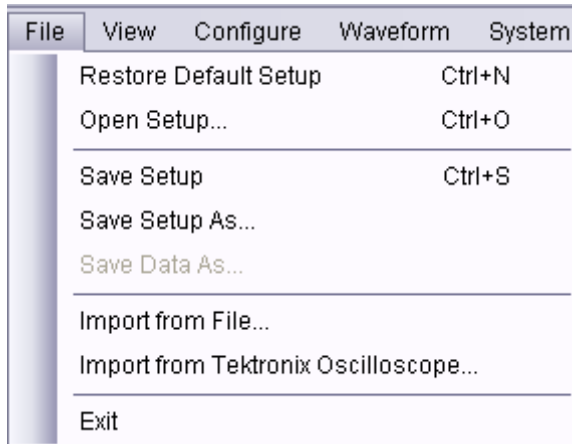 File View Configure Waveform System
Restore Default Setup Ctrl+N
Open Setup... Ctrl+O
Save Setup Ctrl+S
Save Setup As...
Save Data As...
Import from File...
Import from Tektronix Oscilloscope...
Exit